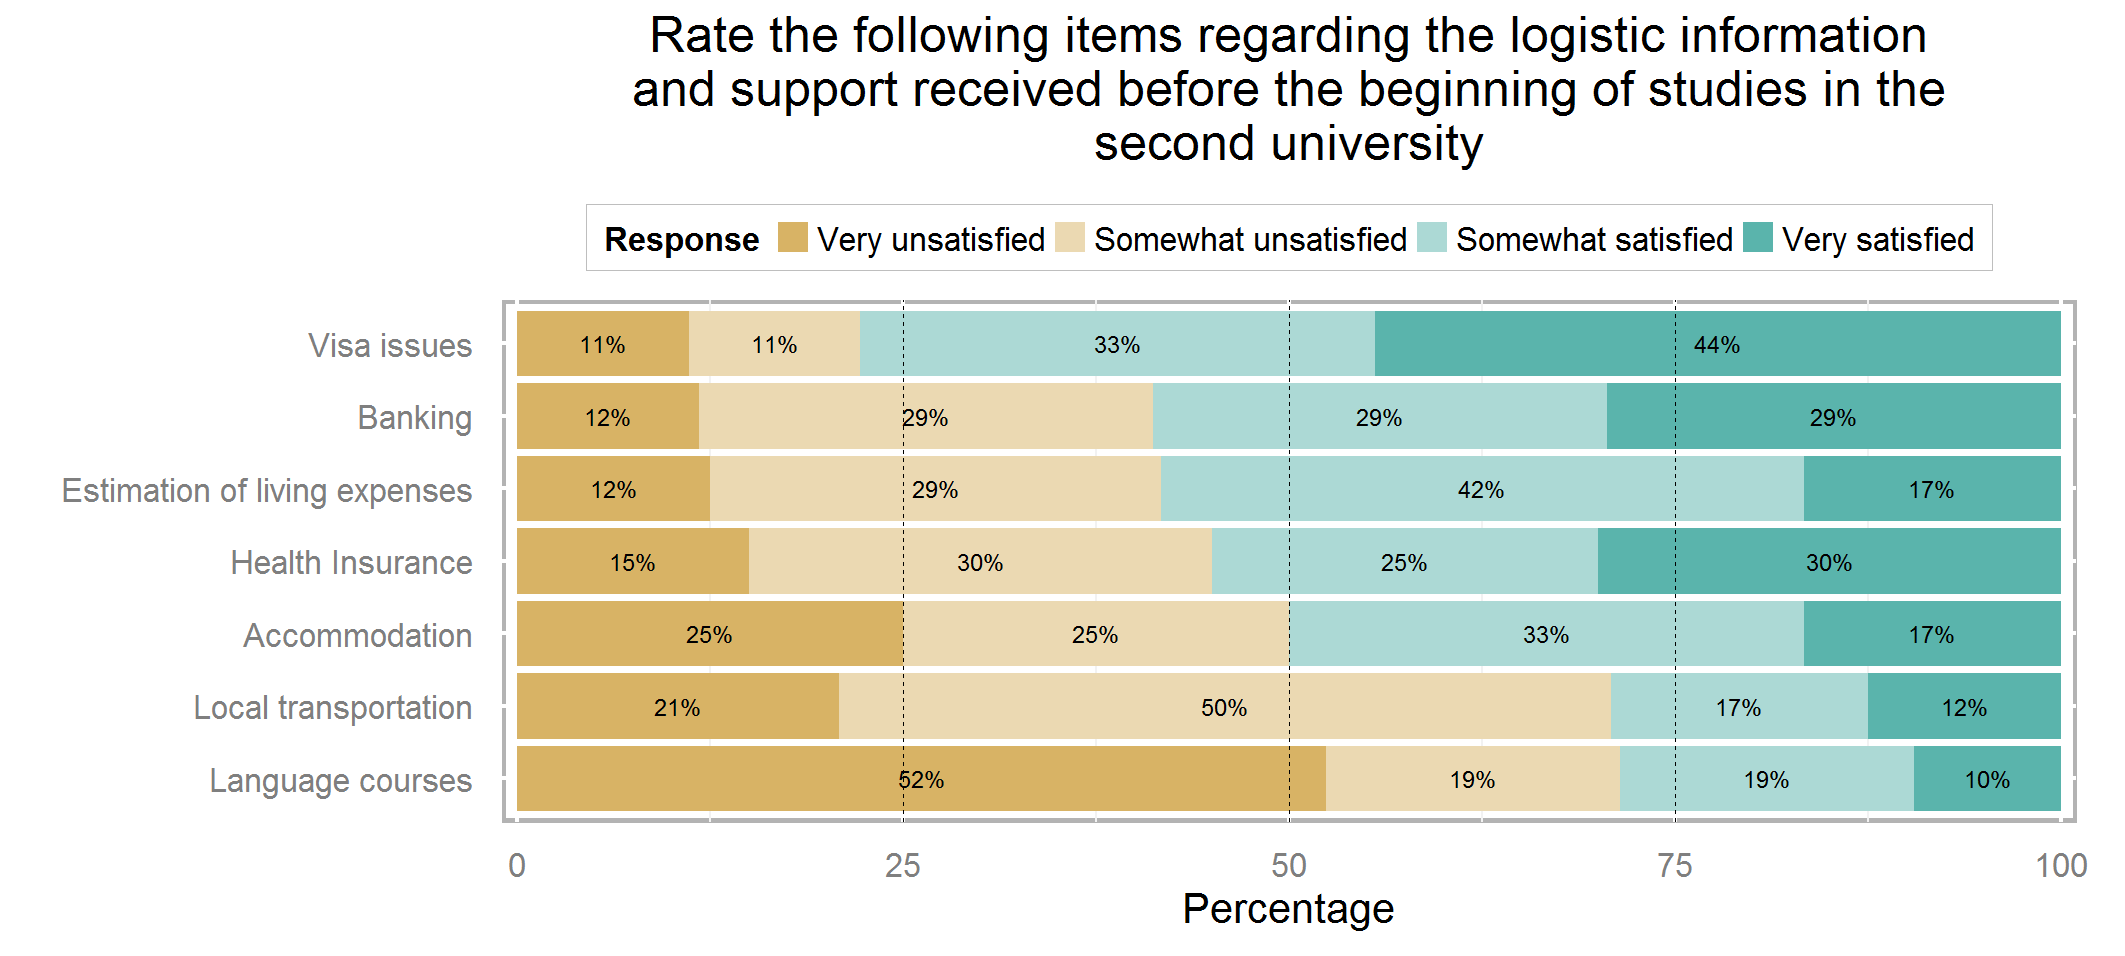 Rate the following items regarding the logistic information
and support received before the beginning of studies in the
second university
Response Very unsatisfied Somewhat unsatisfied Somewhat satisfied Very satisfied
Visa issues 11% 11% 33% 44%
Banking 12% 29% 29% 29%
Estimation of living expenses 12% 29% 42% 17%
Health Insurance 15% 30% 25% 30%
Accommodation 25% 25% 33% 17%
Local transportation 21% 50% 17% 12%
Language courses 52% 19% 19% 10%
0 25 50 75 100
Percentage